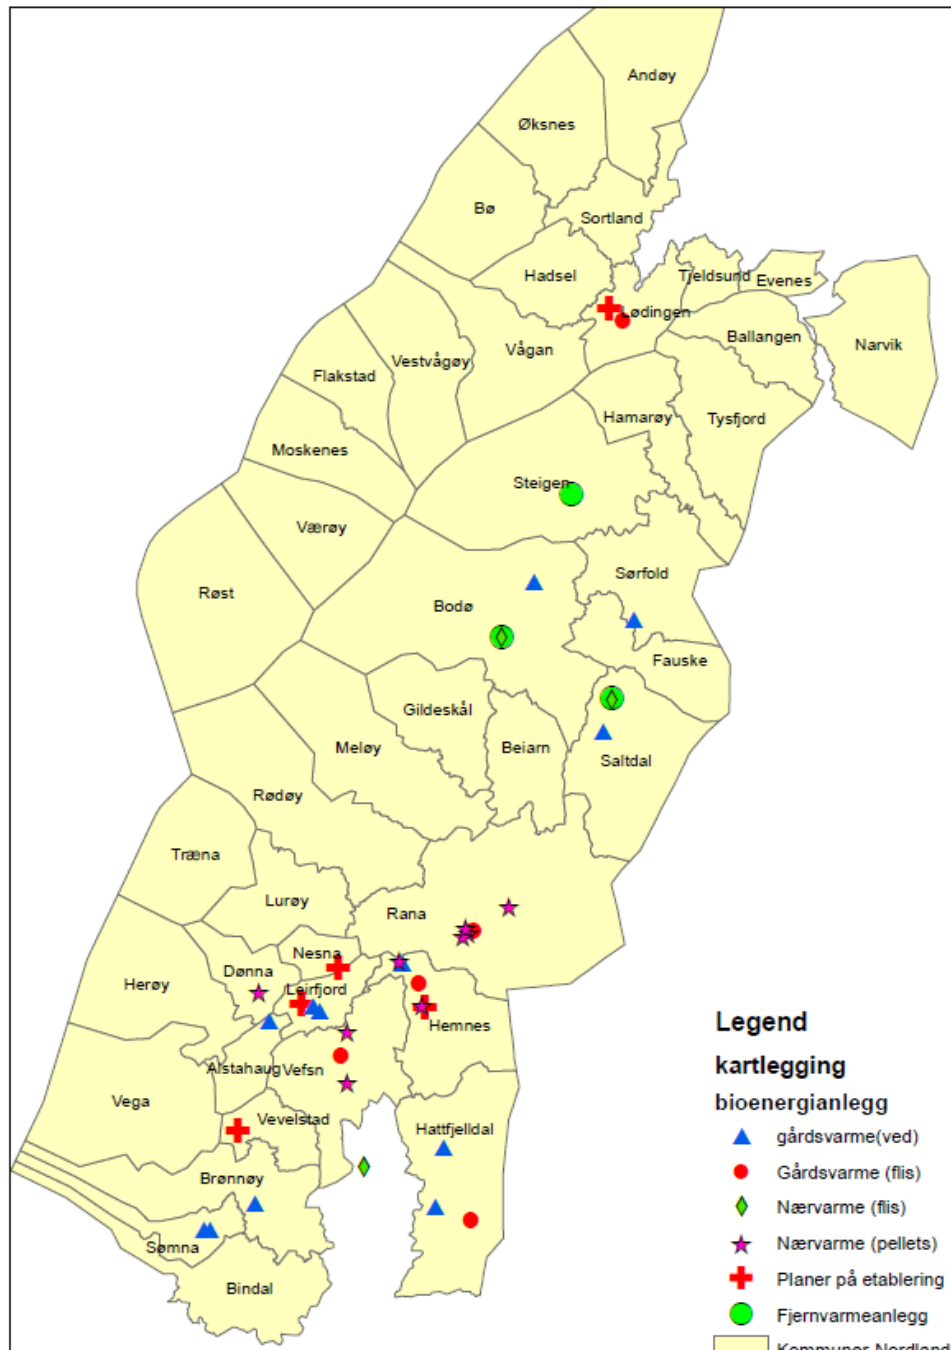 Andøy
Øksnes
Bø
Sortland
Hadsel
Tjeldsund
Evenes
Lødingen
Ballangen
Narvik
Vågan
Vestvågøy
Flakstad
Hamarøy
Tysfjord
Moskenes
Steigen
Værøy
Røst
Sørfold
Bodø
Fauske
Gildeskål
Meløy
Beiarn
Saltdal
Rødøy
Træna
Lurøy
Rana
Nesna
Dønna
Herøy
Leirfjord
Hemnes
Alstahaug
Vefsn
Vega
Vevelstad
Hattfjelldal
Brønnøy
Sømna
Bindal
Legend
kartlegging
bioenergianlegg
gårdsvarme(ved)
Gårdsvarme (flis)
Nærvarme (flis)
Nærvarme (pellets)
Planer på etablering
Fjernvarmeanlegg
Kommuner Nordland